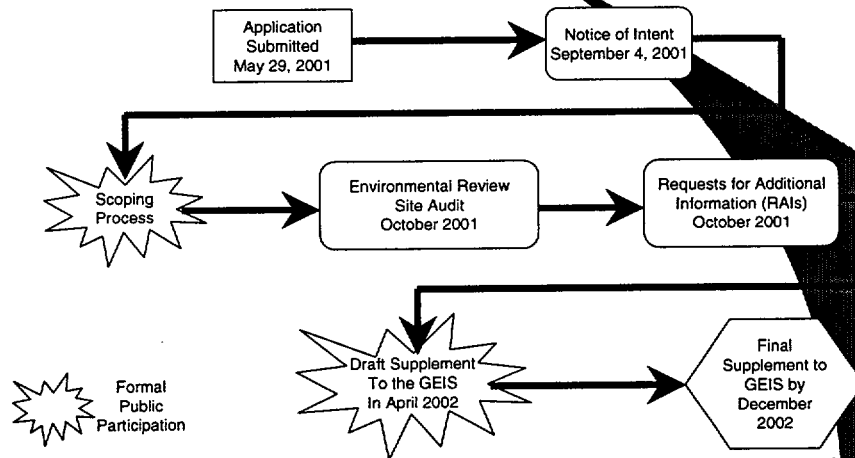 Application
Submitted
May 29, 2001
Notice of Intent
September 4, 2001
Scoping
Process
Environmental Review
Site Audit
October 2001
Requests for Additional
Information (RAIs)
October 2001
Draft Supplement
To the GEIS
In April 2002
Final
Supplement to
GEIS by
December
2002
Formal
Public
Participation